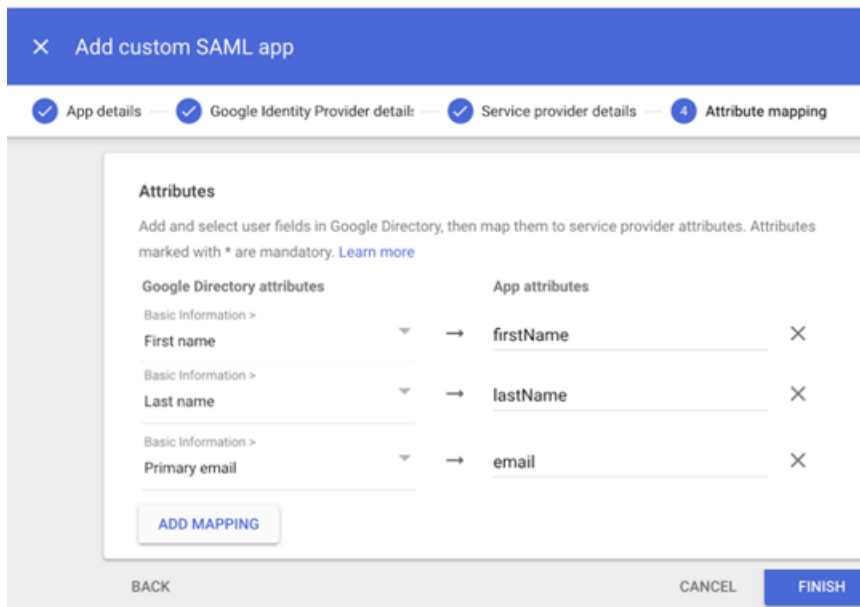 Add custom SAML app
App details
Google Identity Provider details
Service provider details
4
Attribute mapping
Attributes
Add and select user fields in Google Directory, then map them to service provider attributes. Attributes
marked with * are mandatory. Learn more
Google Directory attributes
App attributes
Basic Information >
First name
→
firstName
Basic Information >
Last name
→
lastName
Basic Information >
Primary email
→
email
ADD MAPPING
BACK
CANCEL
FINISH